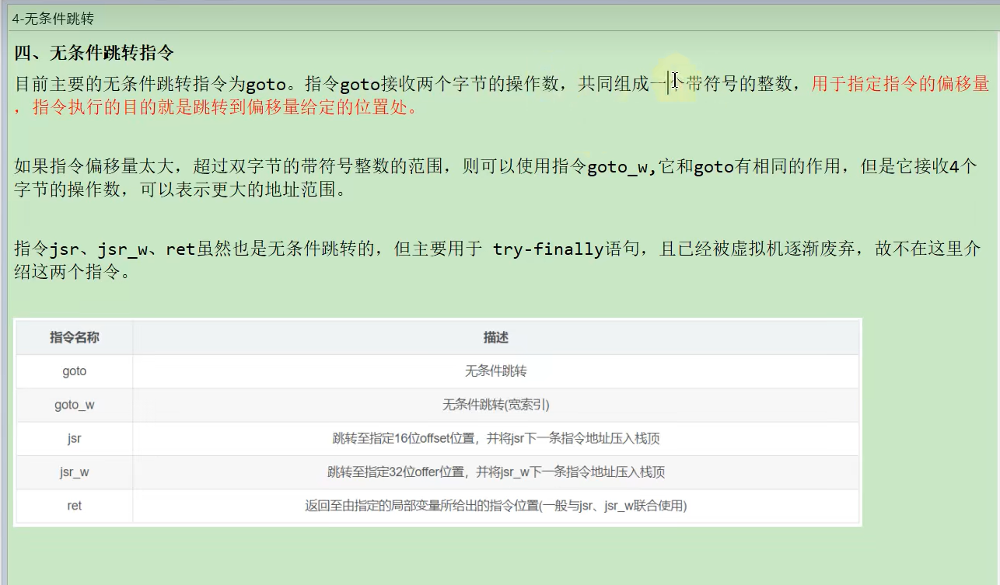 4-无条件跳转
四、无条件跳转指令
目前主要的无条件跳转指令为goto。指令goto接收两个字节的操作数，共同组成一个带符号的整数，用于指定指令的偏移量
，指令执行的目的就是跳转到偏移量给定的位置处。
如果指令偏移量太大，超过双字节的带符号整数的范围，则可以使用指令goto_w,它和goto有相同的作用，但是它接收4个
字节的操作数，可以表示更大的地址范围。
指令jsr、jsr_w、ret虽然也是无条件跳转的，但主要用于 try-finally语句，且已经被虚拟机逐渐废弃，故不在这里介
绍这两个指令。
指令名称 描述
goto 无条件跳转
goto_w 无条件跳转(宽索引)
jsr 跳转至指定16位offset位置，并将jsr下一条指令地址压入栈顶
jsr_w 跳转至指定32位offer位置，并将jsr_w下一条指令地址压入栈顶
ret 返回至由指定的局部变量所给出的指令位置(一般与jsr、jsr_w联合使用)